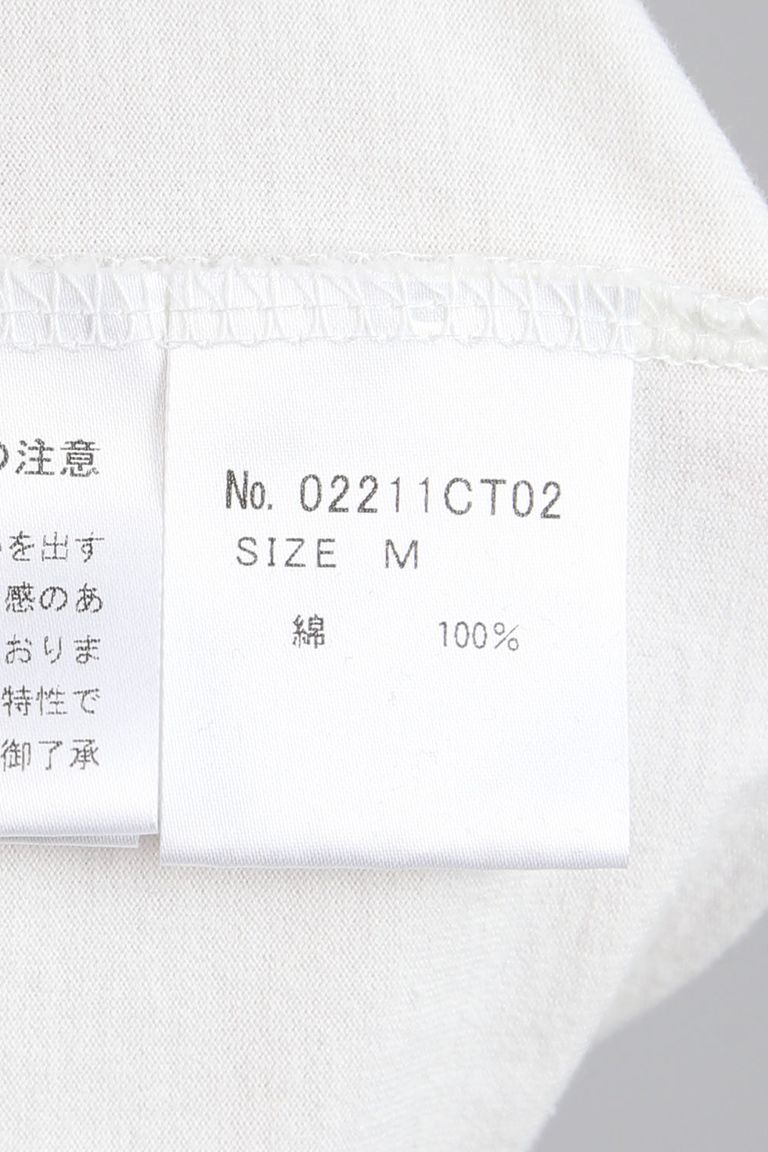 の注意
を出す
感のあ
おりま
特性で
御了承
No. 02211CT02
SIZE M
綿 100%